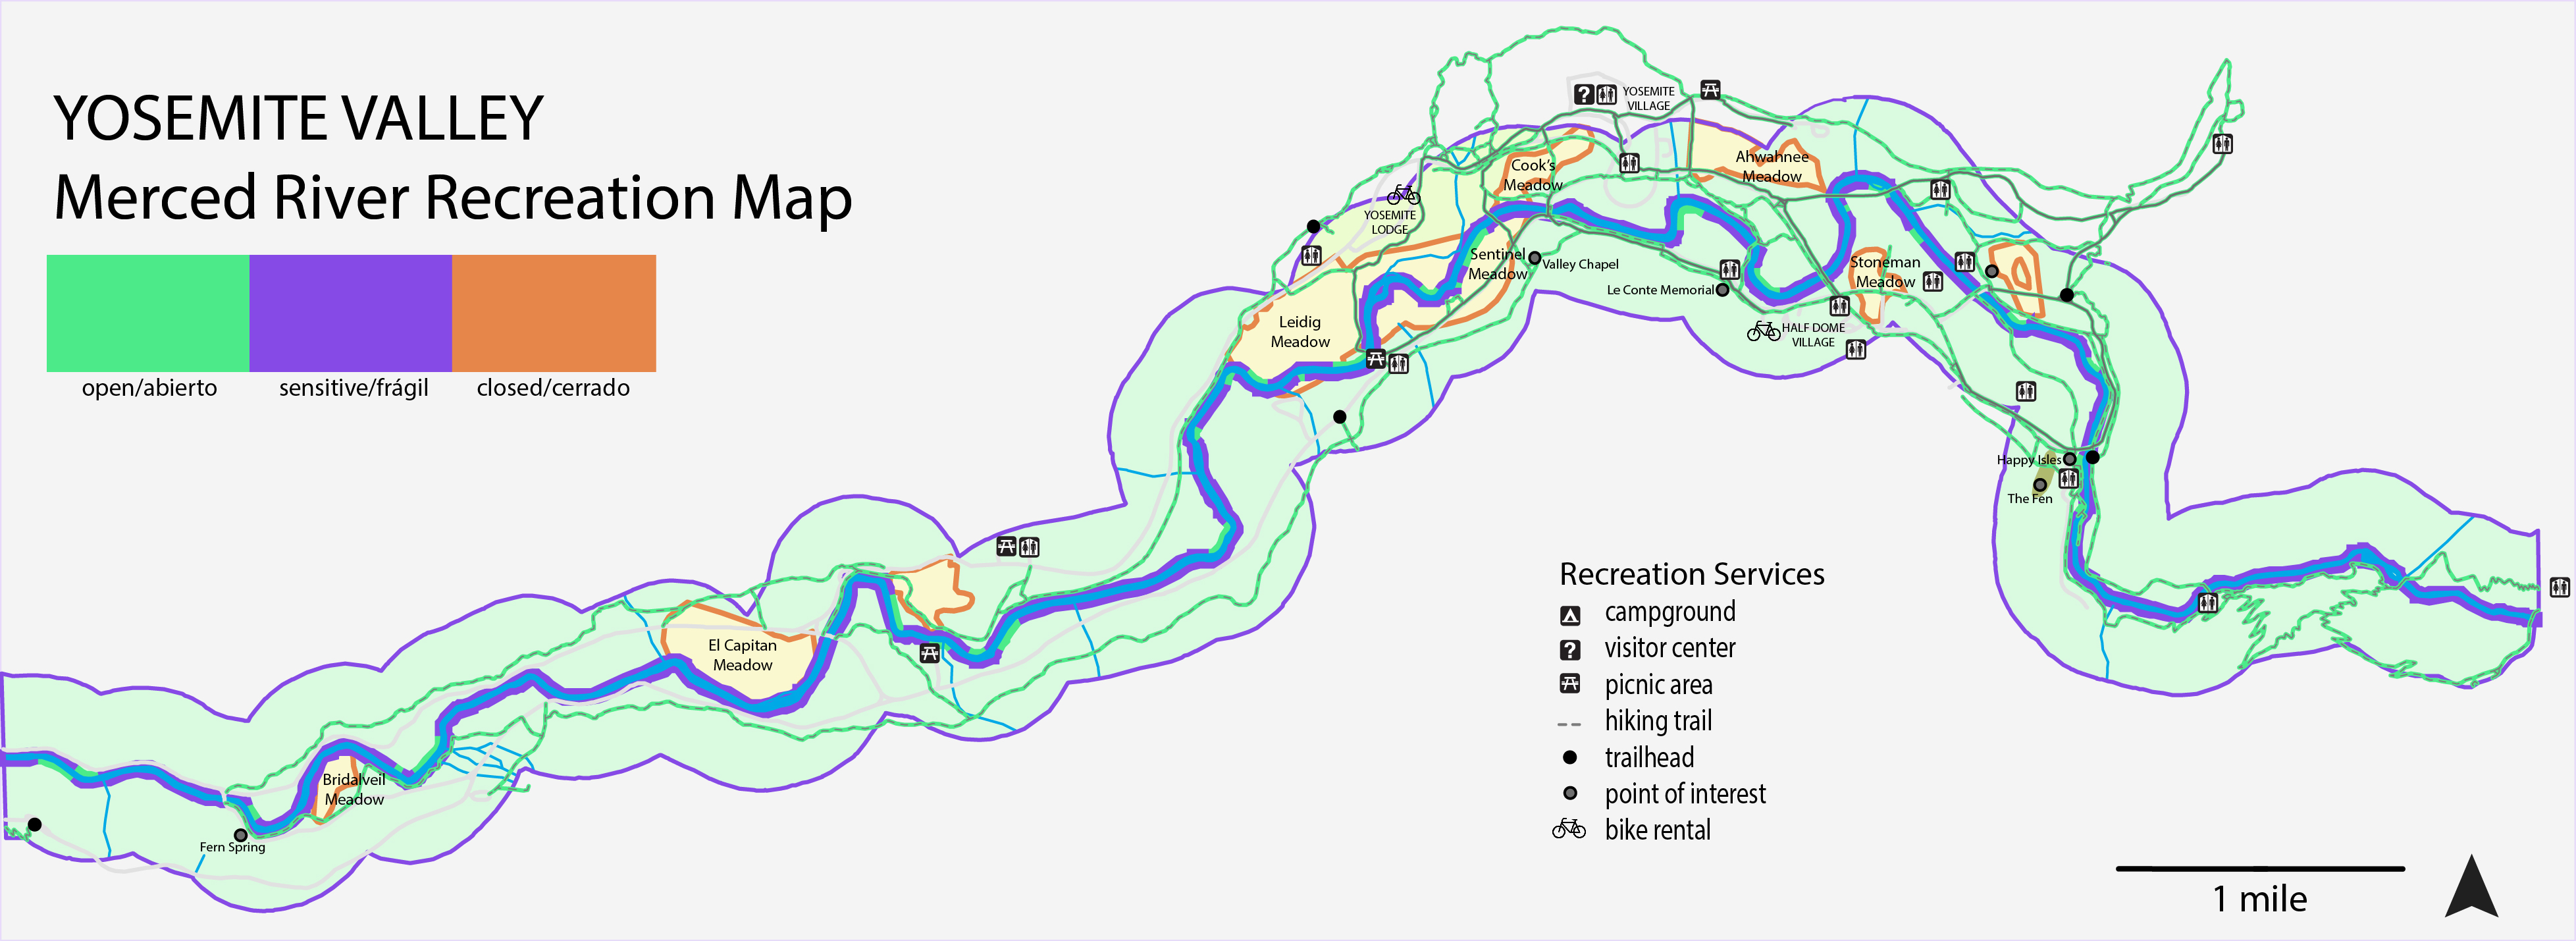 YOSEMITE VALLEY
Merced River Recreation Map
open/abierto
sensitive/frágil
closed/cerrado
?
YOSEMITE
VILLAGE
Cook's
Meadow
Ahwahnee
Meadow
YOSEMITE
LODGE
Sentinel
Meadow
Valley Chapel
Stoneman
Meadow
Le Conte Memorial
Leidig
Meadow
HALF DOME
VILLAGE
Happy Isles
The Fen
El Capitan
Meadow
Bridalveil
Meadow
Fern Spring
Recreation Services
campground
? visitor center
picnic area
hiking trail
trailhead
point of interest
bike rental
1 mile